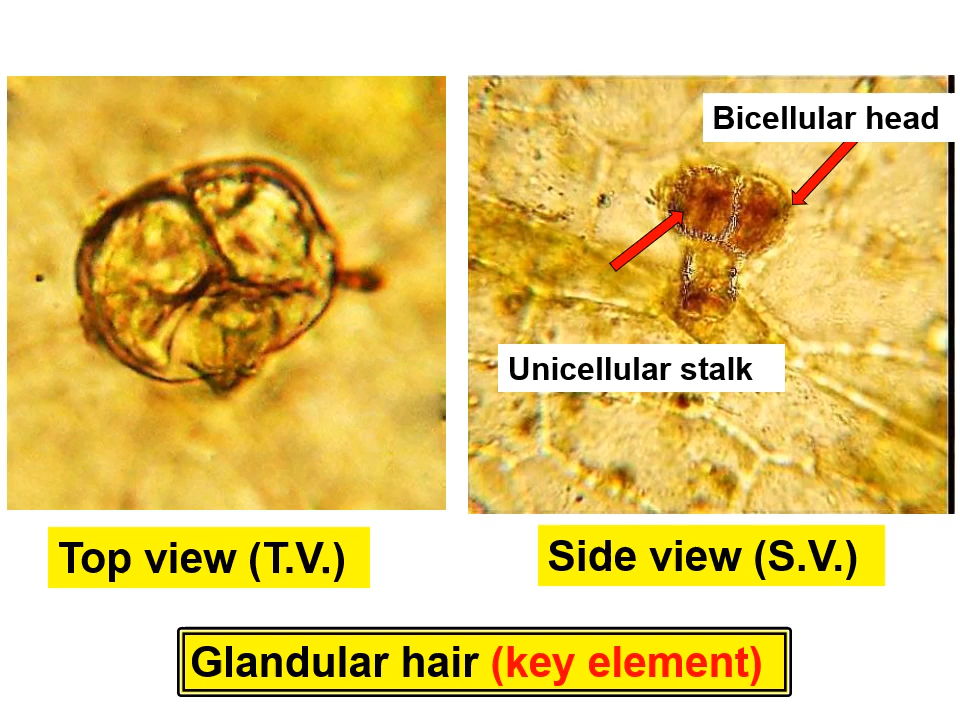 Bicellular head
Unicellular stalk
Top view (T.V.)
Side view (S.V.)
Glandular hair (key element)